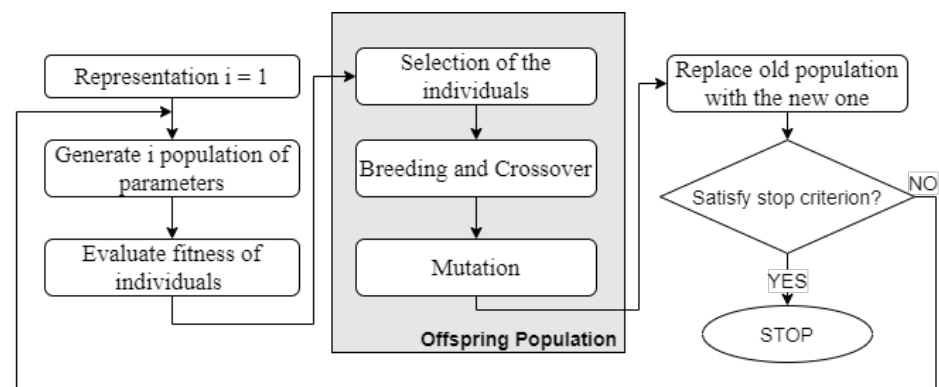 Representation i = 1
Generate i population of
parameters
Evaluate fitness of
individuals
Selection of the
individuals
Breeding and Crossover
Mutation
Offspring Population
Replace old population
with the new one
Satisfy stop criterion?
NO
YES
STOP